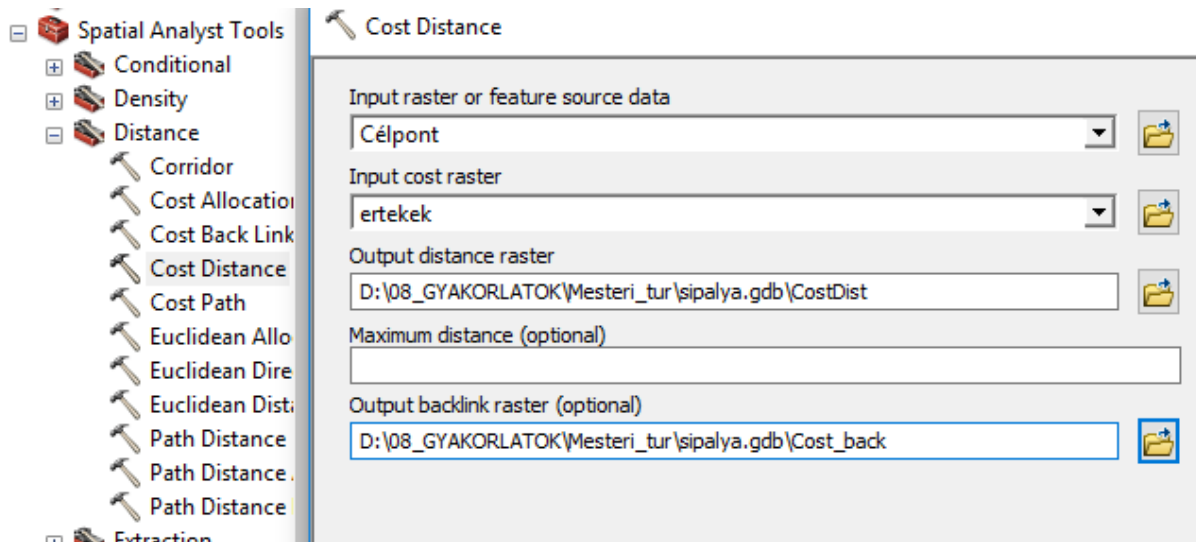 Spatial Analyst Tools
Conditional
Density
Distance
Corridor
Cost Allocation
Cost Back Link
Cost Distance
Cost Path
Euclidean Allo
Euclidean Dire
Euclidean Dist
Path Distance
Path Distance
Path Distance
Extraction
Cost Distance
Input raster or feature source data
Célpont
Input cost raster
ertekek
Output distance raster
D:\08_GYAKORLATOK\Mesteri_tur\sipalya.gdb\CostDist
Maximum distance (optional)
Output backlink raster (optional)
D:\08_GYAKORLATOK\Mesteri_tur\sipalya.gdb\Cost_back